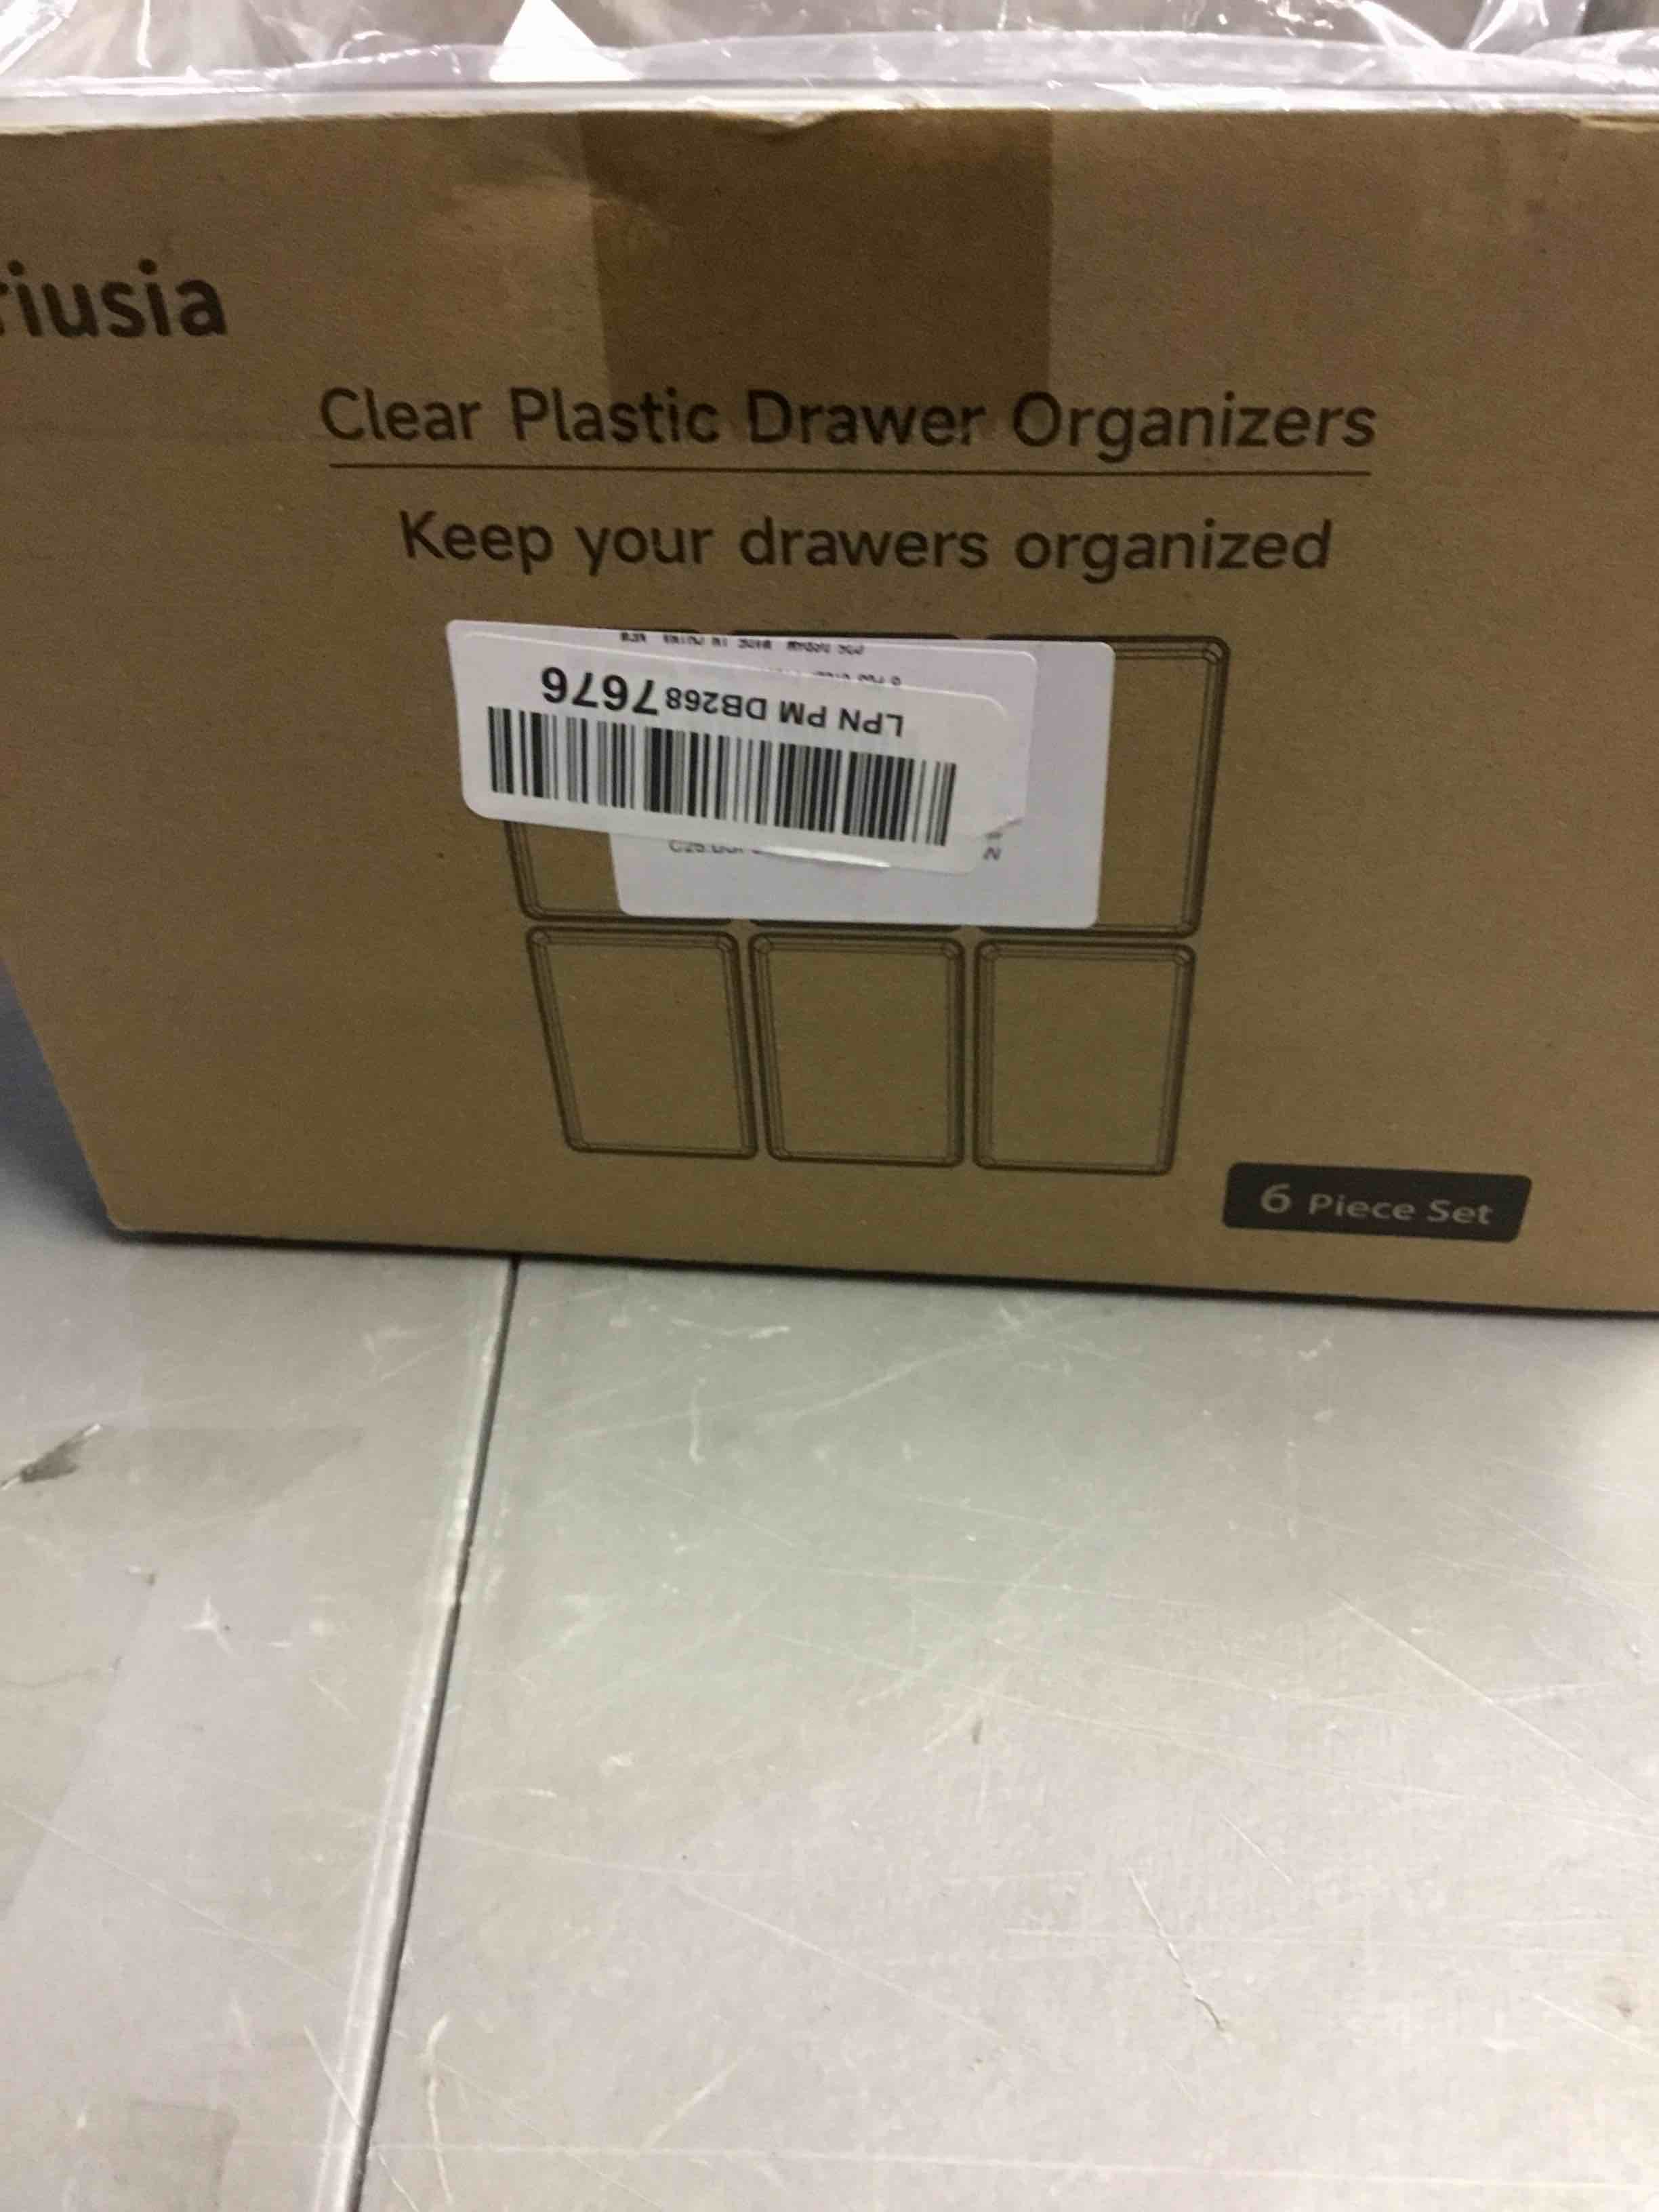 riusia
Clear Plastic Drawer Organizers
Keep your drawers organized
LPN PM DB2687676
6 Piece Set